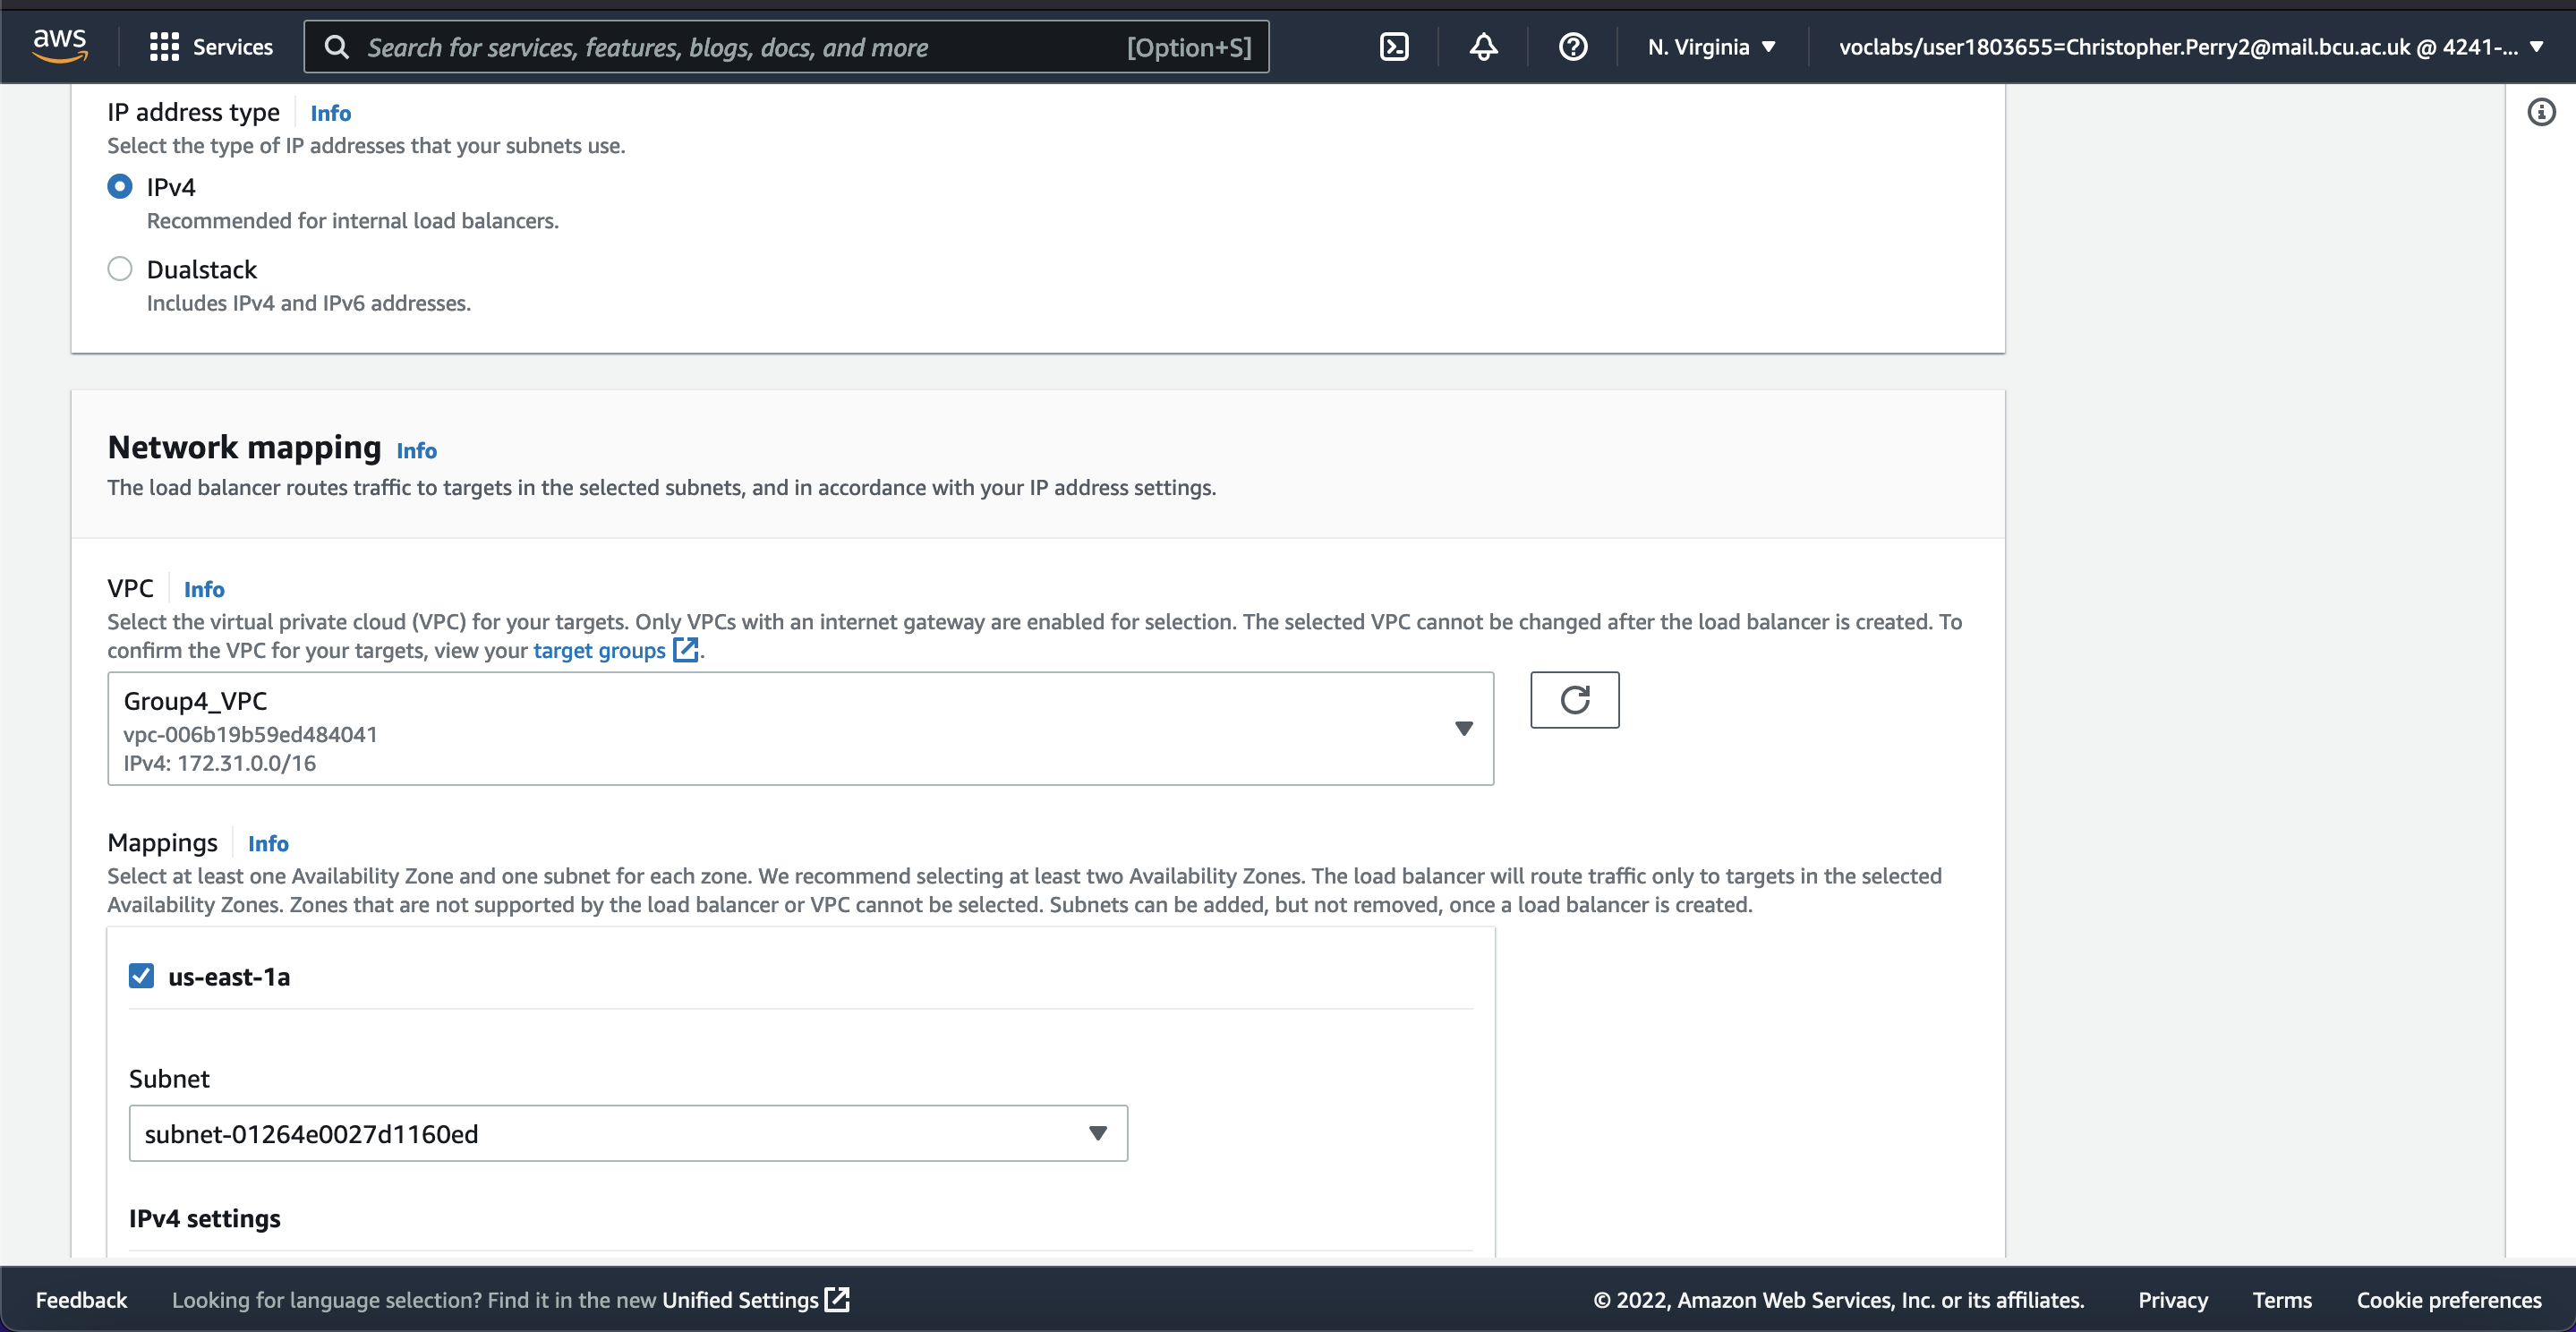 aws
Services
Search for services, features, blogs, docs, and more
[Option+S]
N. Virginia
voclabs/user1803655=Christopher.Perry2@mail.bcu.ac.uk @ 4241-...
IP address type
Info
Select the type of IP addresses that your subnets use.
IPv4
Recommended for internal load balancers.
Dualstack
Includes IPv4 and IPv6 addresses.
Network mapping
Info
The load balancer routes traffic to targets in the selected subnets, and in accordance with your IP address settings.
VPC
Info
Select the virtual private cloud (VPC) for your targets. Only VPCs with an internet gateway are enabled for selection. The selected VPC cannot be changed after the load balancer is created. To
confirm the VPC for your targets, view your target groups.
Group4_VPC
vpc-006b19b59ed484041
IPv4: 172.31.0.0/16
Mappings
Info
Select at least one Availability Zone and one subnet for each zone. We recommend selecting at least two Availability Zones. The load balancer will route traffic only to targets in the selected
Availability Zones. Zones that are not supported by the load balancer or VPC cannot be selected. Subnets can be added, but not removed, once a load balancer is created.
us-east-1a
Subnet
subnet-01264e0027d1160ed
IPv4 settings
Feedback
Looking for language selection? Find it in the new Unified Settings
© 2022, Amazon Web Services, Inc. or its affiliates.
Privacy
Terms
Cookie preferences